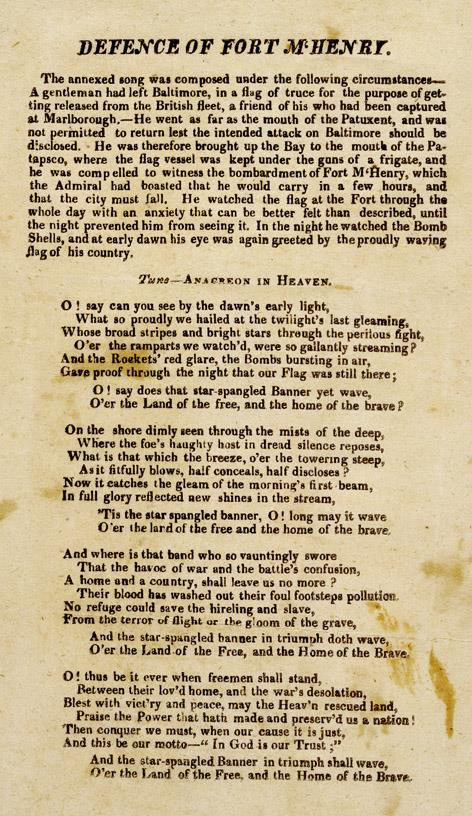 DEFENCE OF FORT M‘HENRY.
The annexed song was composed under the following circumstances—
A gentleman had left Baltimore, in a flag of truce for the purpose of get-
ting released from the British fleet, a friend of his who had been captured
at Marlborough.—He went as far as the mouth of the Patuxent, and was
not permitted to return lest the intended attack on Baltimore should be
disclosed. He was therefore brought up the Bay to the mouth of the Pa-
tapsco, where the flag vessel was kept under the guns of a frigate, and
he was compelled to witness the bombardment of Fort M‘Henry, which
the Admiral had boasted that he would carry in a few hours, and
that the city must fall. He watched the flag at the Fort through the
whole day with an anxiety that can be better felt than described, until
the night prevented him from seeing it. In the night he watched the Bomb
Shells, and at early dawn his eye was again greeted by the proudly waving
flag of his country.
Tune—ANACREON IN HEAVEN.
O ! say can you see by the dawn's early light,
What so proudly we hailed at the twilight's last gleaming,
Whose broad stripes and bright stars through the perilous fight,
O'er the ramparts we watch'd, were so gallantly streaming ?
And the Rockets' red glare, the Bombs bursting in air,
Gave proof through the night that our Flag was still there ;
O ! say does that star-spangled Banner yet wave,
O'er the Land of the free, and the home of the brave ?
On the shore dimly seen through the mists of the deep,
Where the foe's haughty host in dread silence reposes,
What is that which the breeze, o'er the towering steep,
As it fitfully blows, half conceals, half discloses ?
Now it catches the gleam of the morning's first beam,
In full glory reflected new shines in the stream,
'Tis the star spangled banner, O ! long may it wave
O'er the land of the free and the home of the brave.
And where is that band who so vauntingly swore
That the havoc of war and the battle's confusion,
A home and a country, shall leave us no more ?
Their blood has washed out their foul footsteps pollution.
No refuge could save the hireling and slave,
From the terror of flight or the gloom of the grave,
And the star-spangled banner in triumph doth wave,
O'er the Land of the Free, and the Home of the Brave.
O ! thus be it ever when freemen shall stand,
Between their lov'd home, and the war's desolation,
Blest with vict'ry and peace, may the Heav'n rescued land,
Praise the Power that hath made and preserv'd us a nation !
Then conquer we must, when our cause it is just,
And this be our motto—“ In God is our Trust ;”
And the star-spangled Banner in triumph shall wave,
O'er the Land of the Free, and the Home of the Brave.